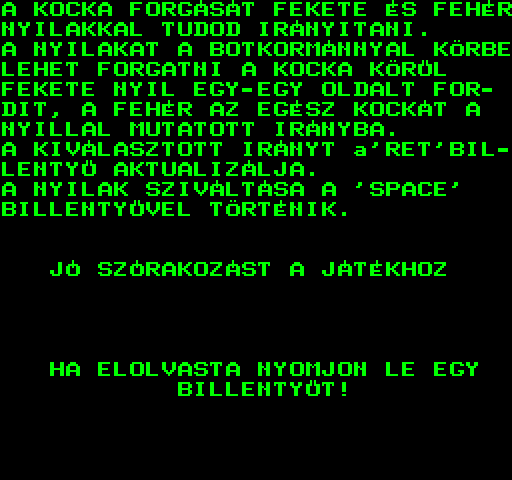 A KOCKA FORGÁSÁT FEKETE ÉS FEHÉR
NYILAKKAL TUDOD IRÁNYITANI.
A NYILAKAT A BOTKORMÁNNYAL KÖRBE
LEHET FORGATNI A KOCKA KÖRÜL
FEKETE NYIL EGY-EGY OLDALT FOR-
DIT, A FEHÉR AZ EGÉSZ KOCKÁT A
NYILLAL MUTATOTT IRÁNYBA.
A KIVÁLASZTOTT IRÁNYT a'RET'BIL-
LENTYŰ AKTUALIZÁLJA.
A NYILAK SZIVÁLTÁSA A 'SPACE'
BILLENTYŰVEL TÖRTÉNIK.
JÓ SZÓRAKOZÁST A JÁTÉKHOZ
HA ELOLVASTA NYOMJON LE EGY
BILLENTYŰT!